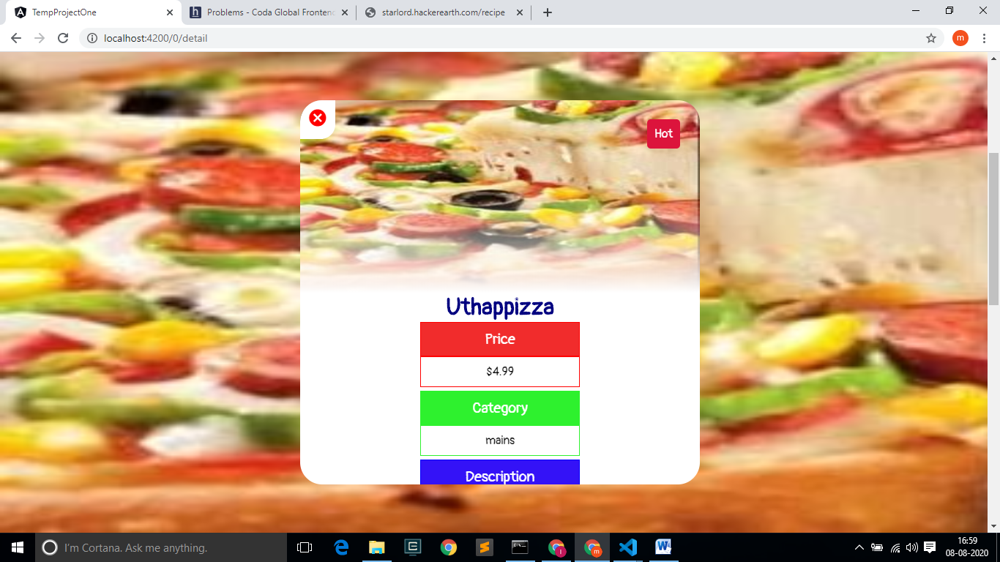 TempProjectOne
Problems - Coda Global Frontend
starlord.hackerearth.com/recipe
localhost:4200/0/detail
m
Hot
Uthappizza
Price
$4.99
Category
mains
Description
I'm Cortana. Ask me anything.
16:59
08-08-2020